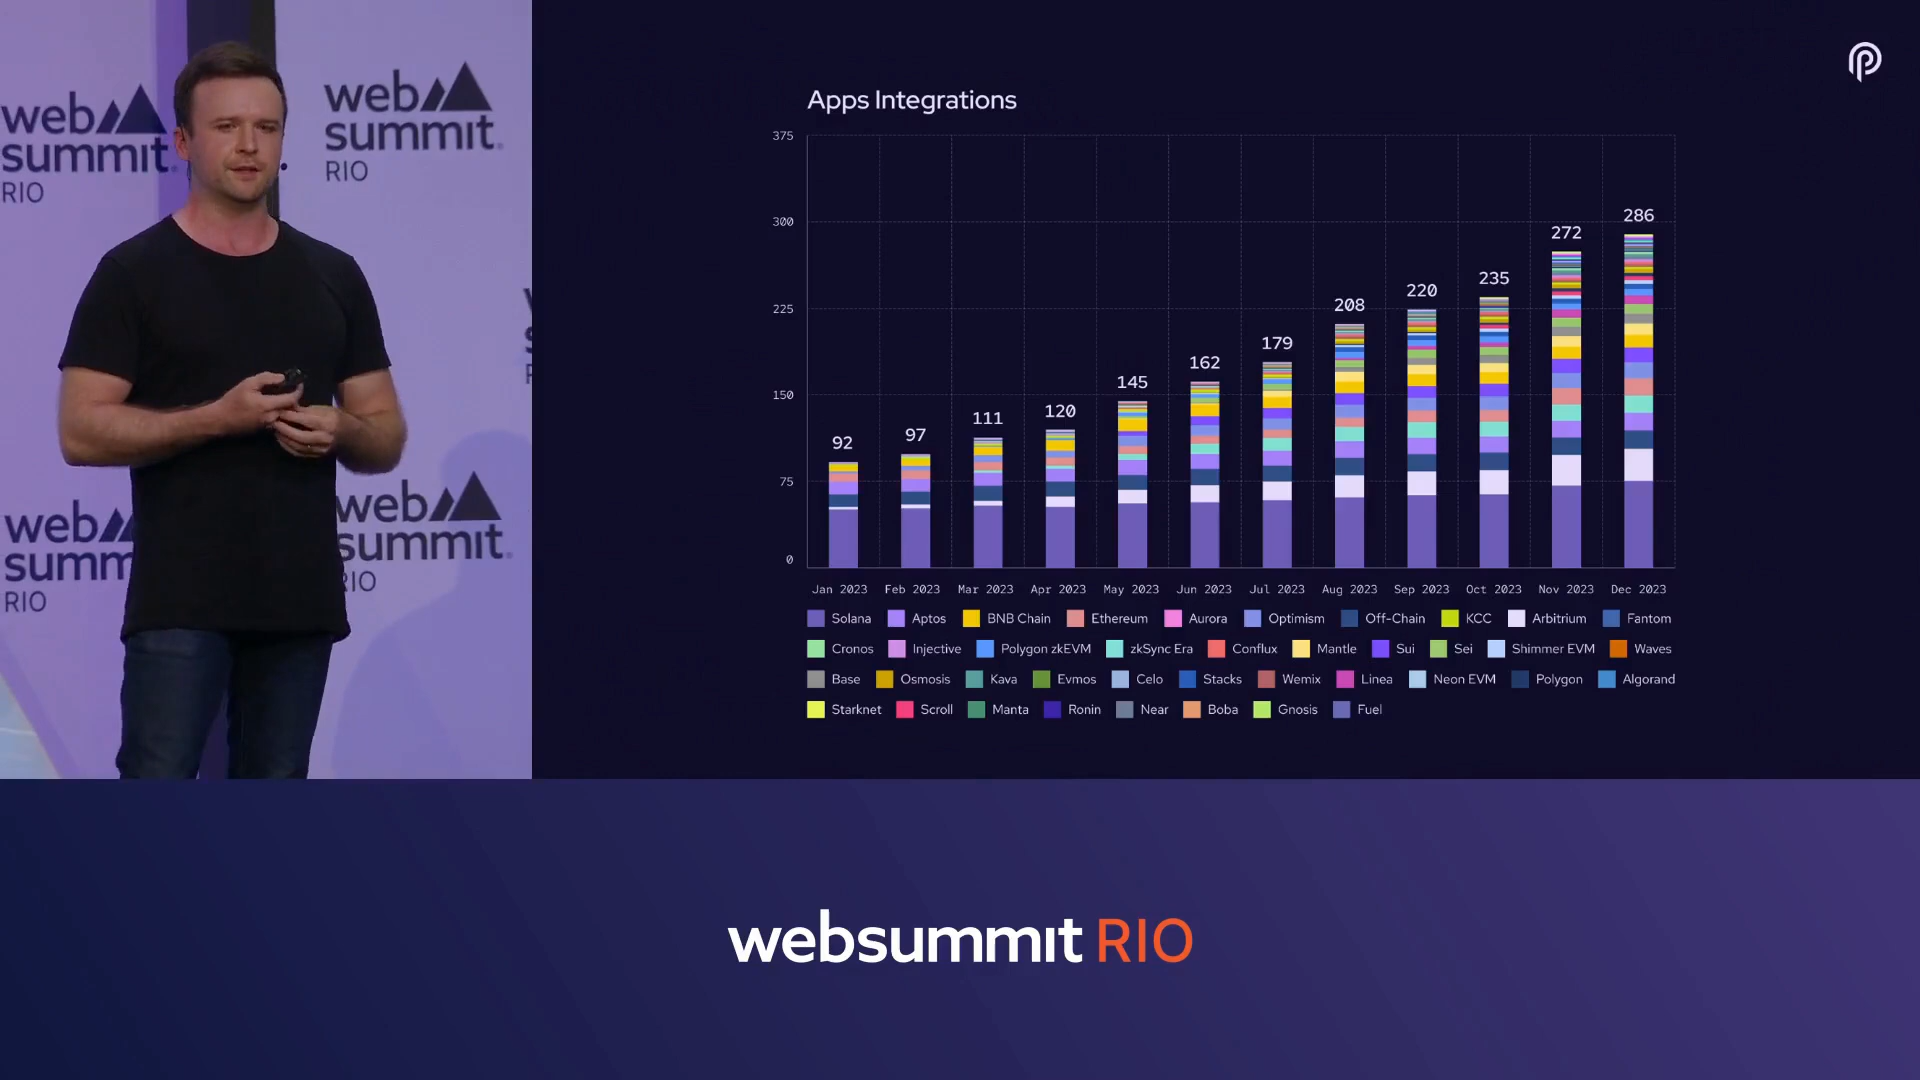 web
summit
RIO
web
summit
RIO
web
summ
RIO
web
summit
RIO
Apps Integrations
375
300
225
150
75
0
92
97
111
120
145
162
179
208
220
235
272
286
Jan 2023 Feb 2023 Mar 2023 Apr 2023 May 2023 Jun 2023 Jul 2023 Aug 2023 Sep 2023 Oct 2023 Nov 2023 Dec 2023
Solana Aptos BNB Chain Ethereum Aurora Optimism Off-Chain KCC Arbitrium Fantom
Cronos Injective Polygon zkEVM zkSync Era Conflux Mantle Sui Sei Shimmer EVM Waves
Base Osmosis Kava Evmos Celo Stacks Wemix Linea Neon EVM Polygon Algorand
Starknet Scroll Manta Ronin Near Boba Gnosis Fuel
websummit RIO